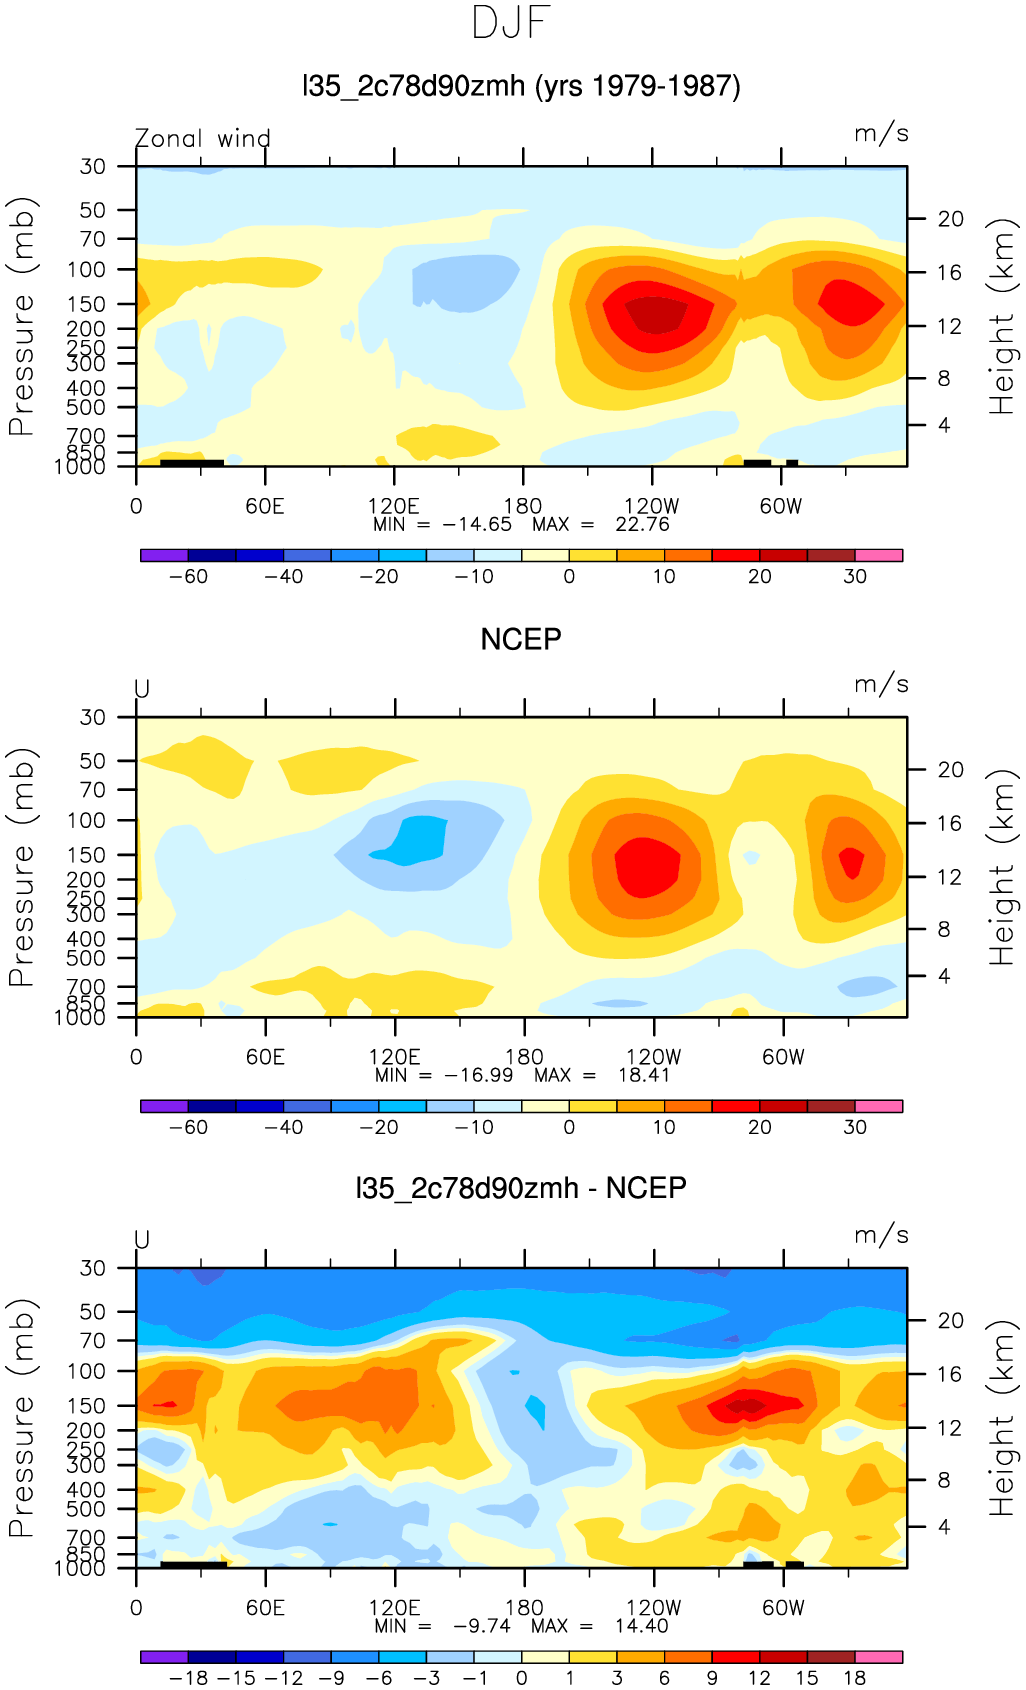 DJF
l35_2c78d90zmh (yrs 1979-1987)
Zonal wind m/s
Pressure (mb)
30
50
70
100
150
200
250
300
400
500
700
850
1000
20
16
12
8
4
Height (km)
0 60E 120E 180 120W 60W
MIN = -14.65 MAX = 22.76
-60 -40 -20 -10 0 10 20 30
NCEP
U m/s
Pressure (mb)
30
50
70
100
150
200
250
300
400
500
700
850
1000
20
16
12
8
4
Height (km)
0 60E 120E 180 120W 60W
MIN = -16.99 MAX = 18.41
-60 -40 -20 -10 0 10 20 30
l35_2c78d90zmh - NCEP
U m/s
Pressure (mb)
30
50
70
100
150
200
250
300
400
500
700
850
1000
20
16
12
8
4
Height (km)
0 60E 120E 180 120W 60W
MIN = -9.74 MAX = 14.40
-18 -15 -12 -9 -6 -3 -1 0 1 3 6 9 12 15 18